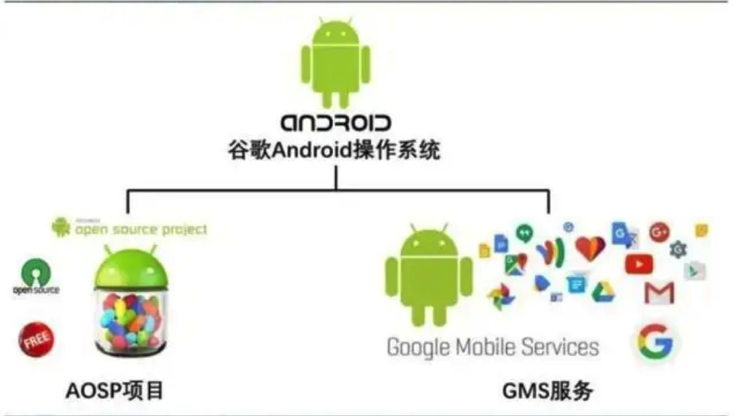 ANDROID
谷歌Android操作系统
open source project
open source
FREE
Google Mobile Services
AOSP项目
GMS服务